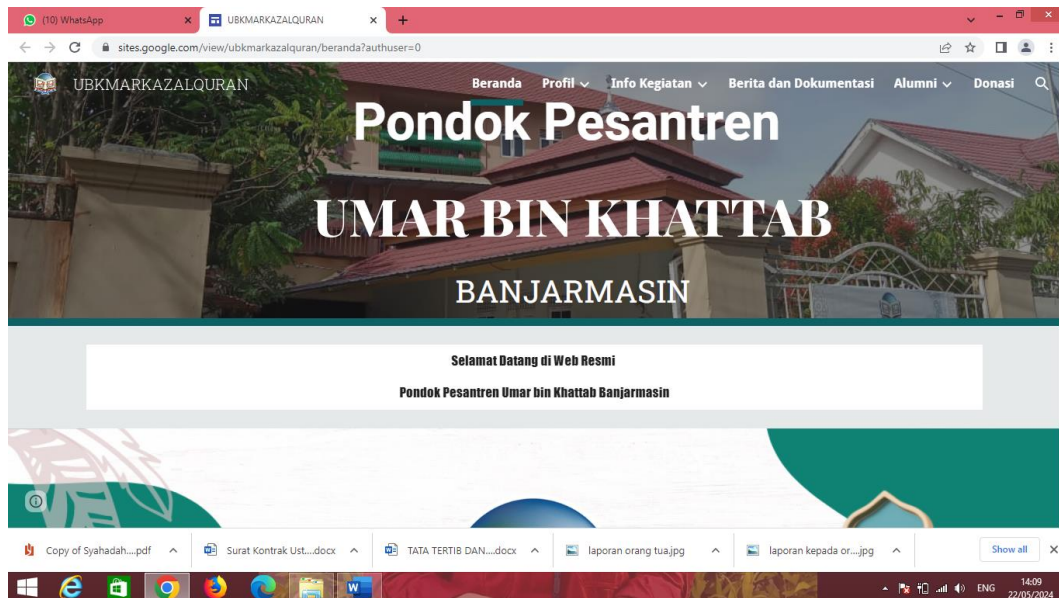 (10) WhatsApp
UBKMARKAZALQURAN
sites.google.com/view/ubkmarkazalquran/beranda?authuser=0
UBKMARKAZALQURAN
Beranda Profil Info Kegiatan Berita dan Dokumentasi Alumni Donasi
Pondok Pesantren
UMAR BIN KHATTAB
BANJARMASIN
Selamat Datang di Web Resmi
Pondok Pesantren Umar bin Khattab Banjarmasin
Copy of Syahadah....pdf
Surat Kontrak Ust....docx
TATA TERTIB DAN....docx
laporan orang tua.jpg
laporan kepada or....jpg
Show all
ENG
14:09
22/05/2024